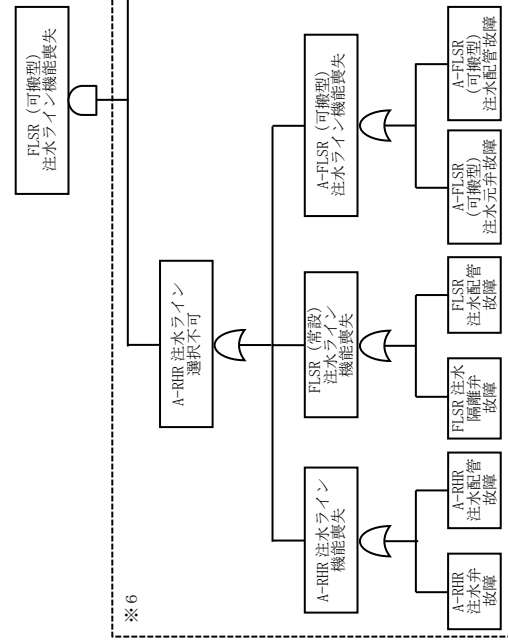 FLSR（可搬型）
注水ライン機能喪失
※6
A-RHR 注水ライン
選択不可
A-RHR 注水ライン
機能喪失
FLSR（常設）
注水ライン
機能喪失
A-FLSR（可搬型）
注水ライン機能喪失
A-RHR
注水弁
故障
A-RHR
注水配管
故障
FLSR 注水
隔離弁
故障
FLSR
注水配管
故障
A-FLSR
（可搬型）
注水元弁故障
A-FLSR
（可搬型）
注水配管故障